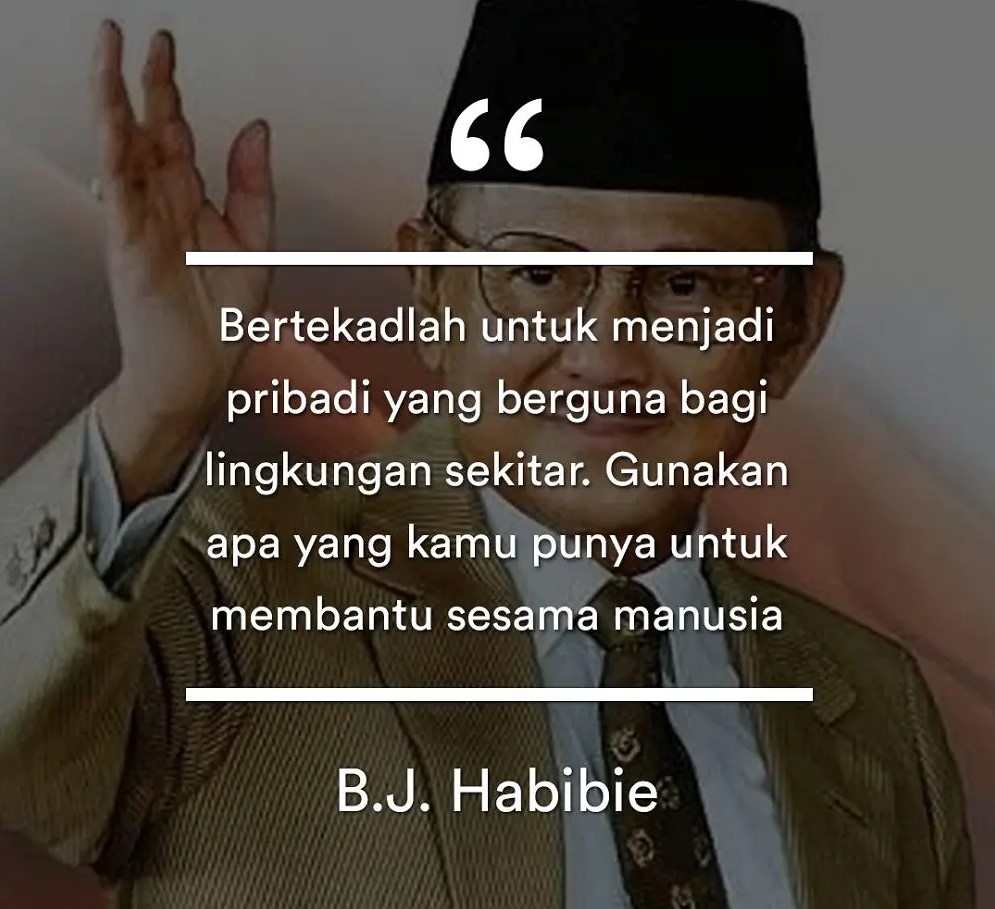 “
Bertekadlah untuk menjadi
pribadi yang berguna bagi
lingkungan sekitar. Gunakan
apa yang kamu punya untuk
membantu sesama manusia
B.J. Habibie